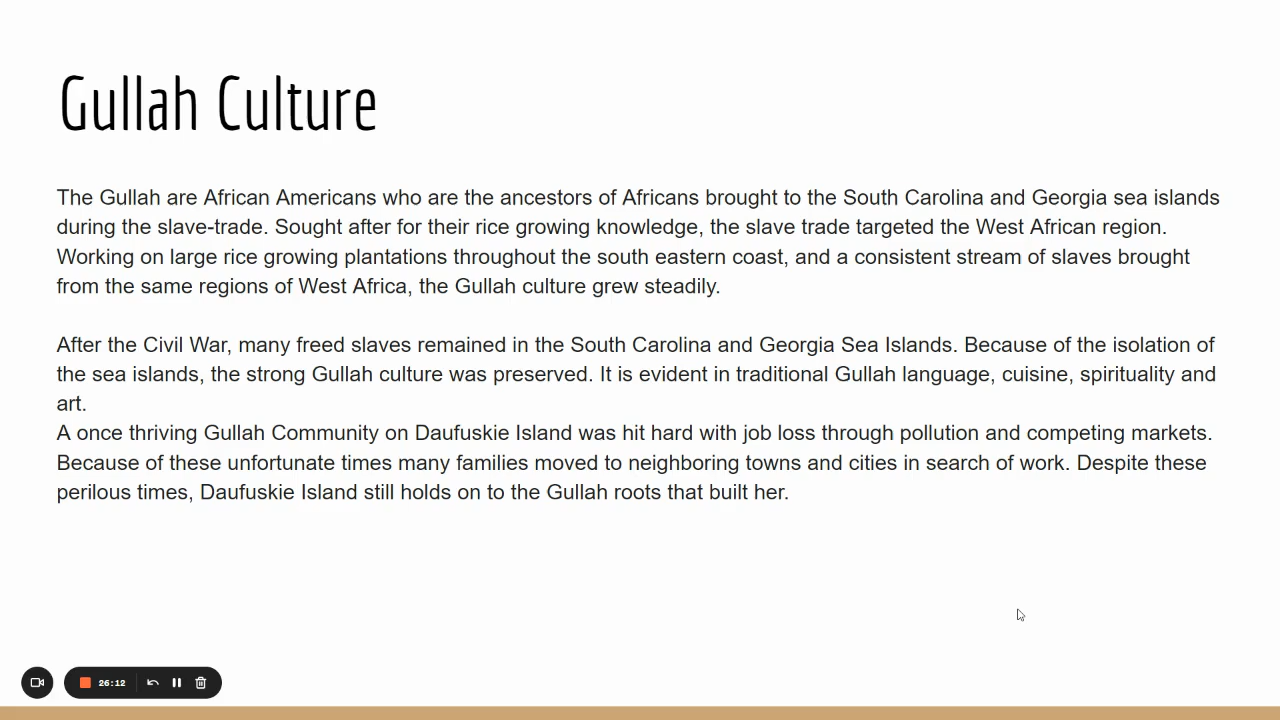 Gullah Culture
The Gullah are African Americans who are the ancestors of Africans brought to the South Carolina and Georgia sea islands
during the slave-trade. Sought after for their rice growing knowledge, the slave trade targeted the West African region.
Working on large rice growing plantations throughout the south eastern coast, and a consistent stream of slaves brought
from the same regions of West Africa, the Gullah culture grew steadily.
After the Civil War, many freed slaves remained in the South Carolina and Georgia Sea Islands. Because of the isolation of
the sea islands, the strong Gullah culture was preserved. It is evident in traditional Gullah language, cuisine, spirituality and
art.
A once thriving Gullah Community on Daufuskie Island was hit hard with job loss through pollution and competing markets.
Because of these unfortunate times many families moved to neighboring towns and cities in search of work. Despite these
perilous times, Daufuskie Island still holds on to the Gullah roots that built her.
26:12